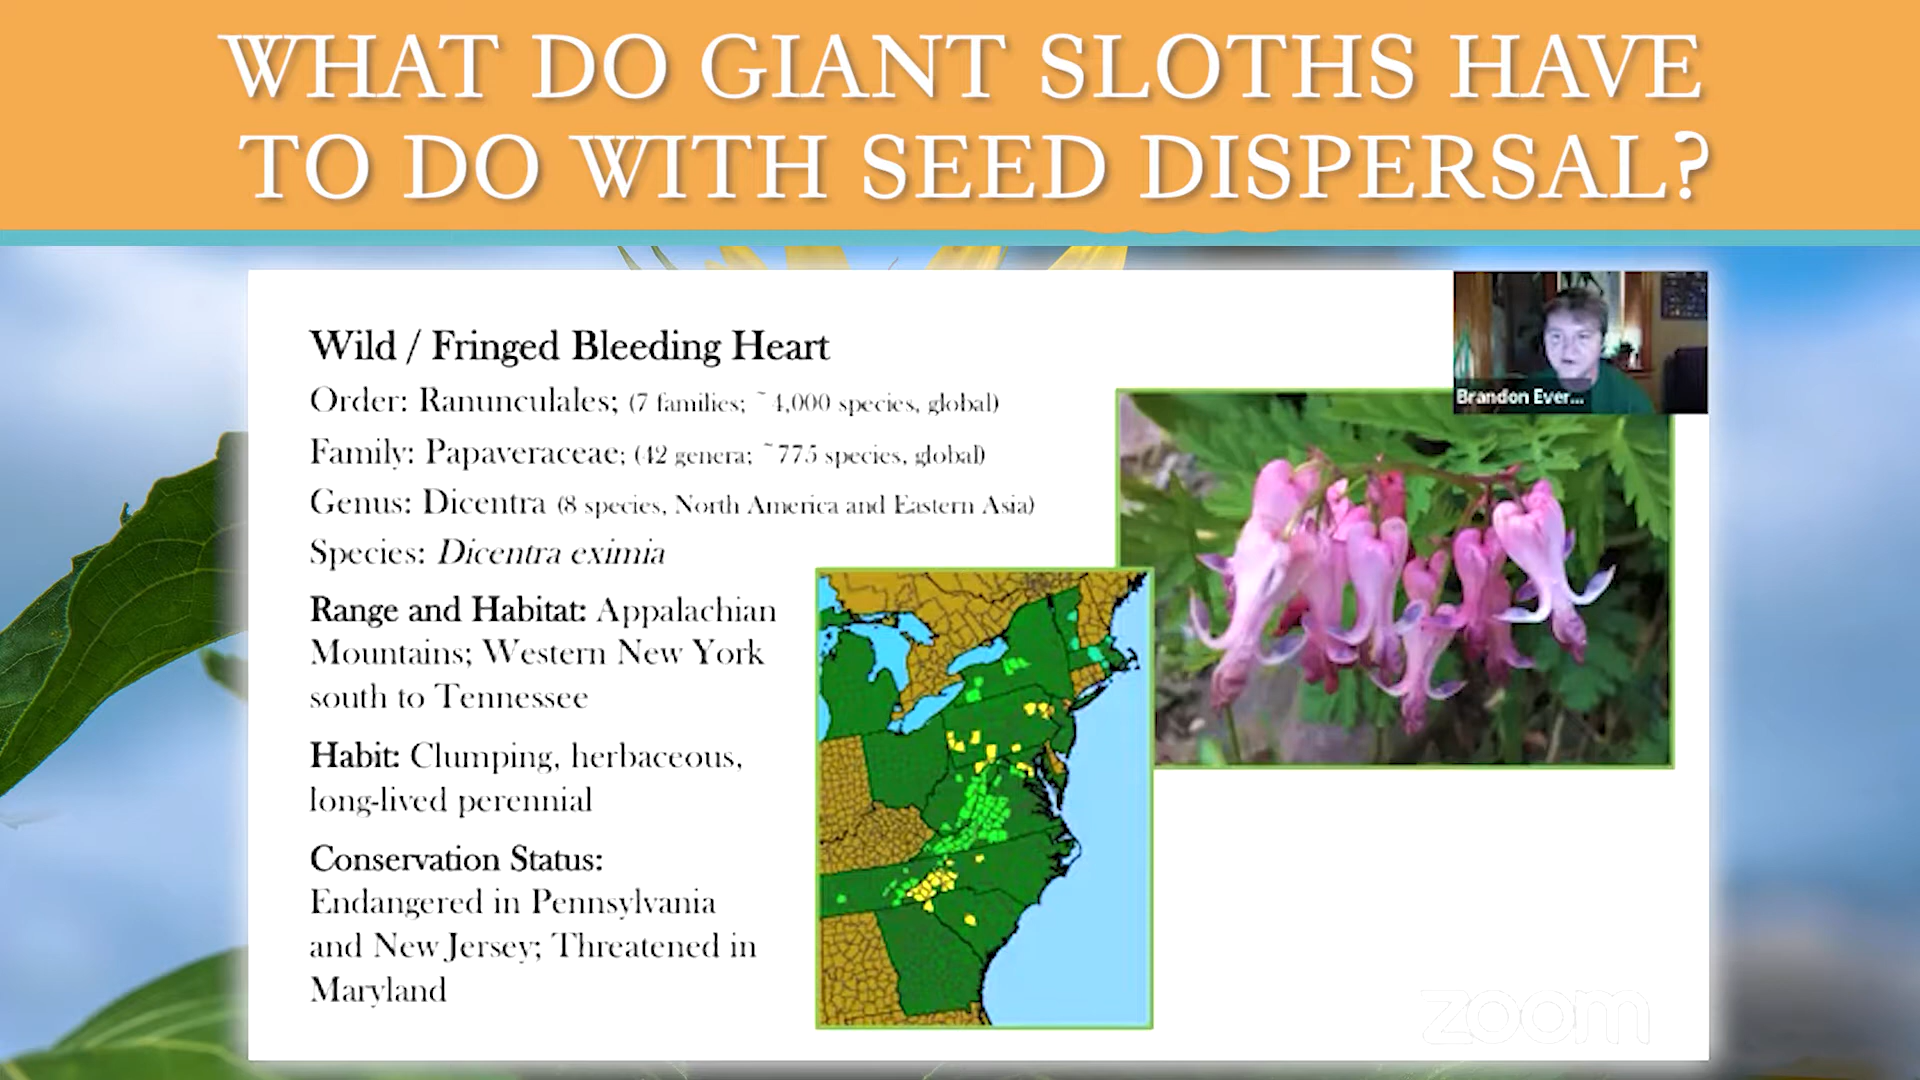 WHAT DO GIANT SLOTHS HAVE
TO DO WITH SEED DISPERSAL?
Brandon Ever...
Wild / Fringed Bleeding Heart
Order: Ranunculales; (7 families; ~4,000 species, global)
Family: Papaveraceae; (42 genera; ~775 species, global)
Genus: Dicentra (8 species, North America and Eastern Asia)
Species: Dicentra eximia
Range and Habitat: Appalachian
Mountains; Western New York
south to Tennessee
Habit: Clumping, herbaceous,
long-lived perennial
Conservation Status:
Endangered in Pennsylvania
and New Jersey; Threatened in
Maryland
zoom